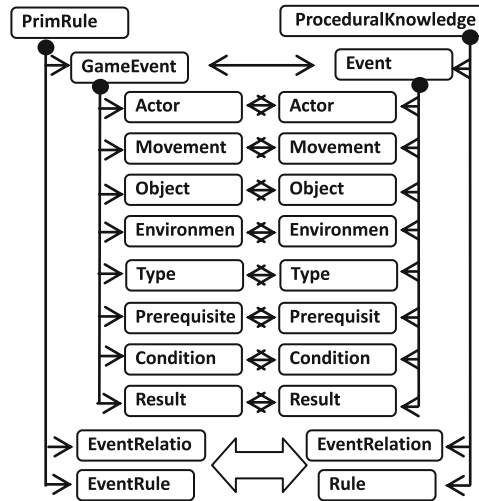 PrimRule ProceduralKnowledge
GameEvent Event
Actor Actor
Movement Movement
Object Object
Environmen Environmen
Type Type
Prerequisite Prerequisit
Condition Condition
Result Result
EventRelatio EventRelation
EventRule Rule